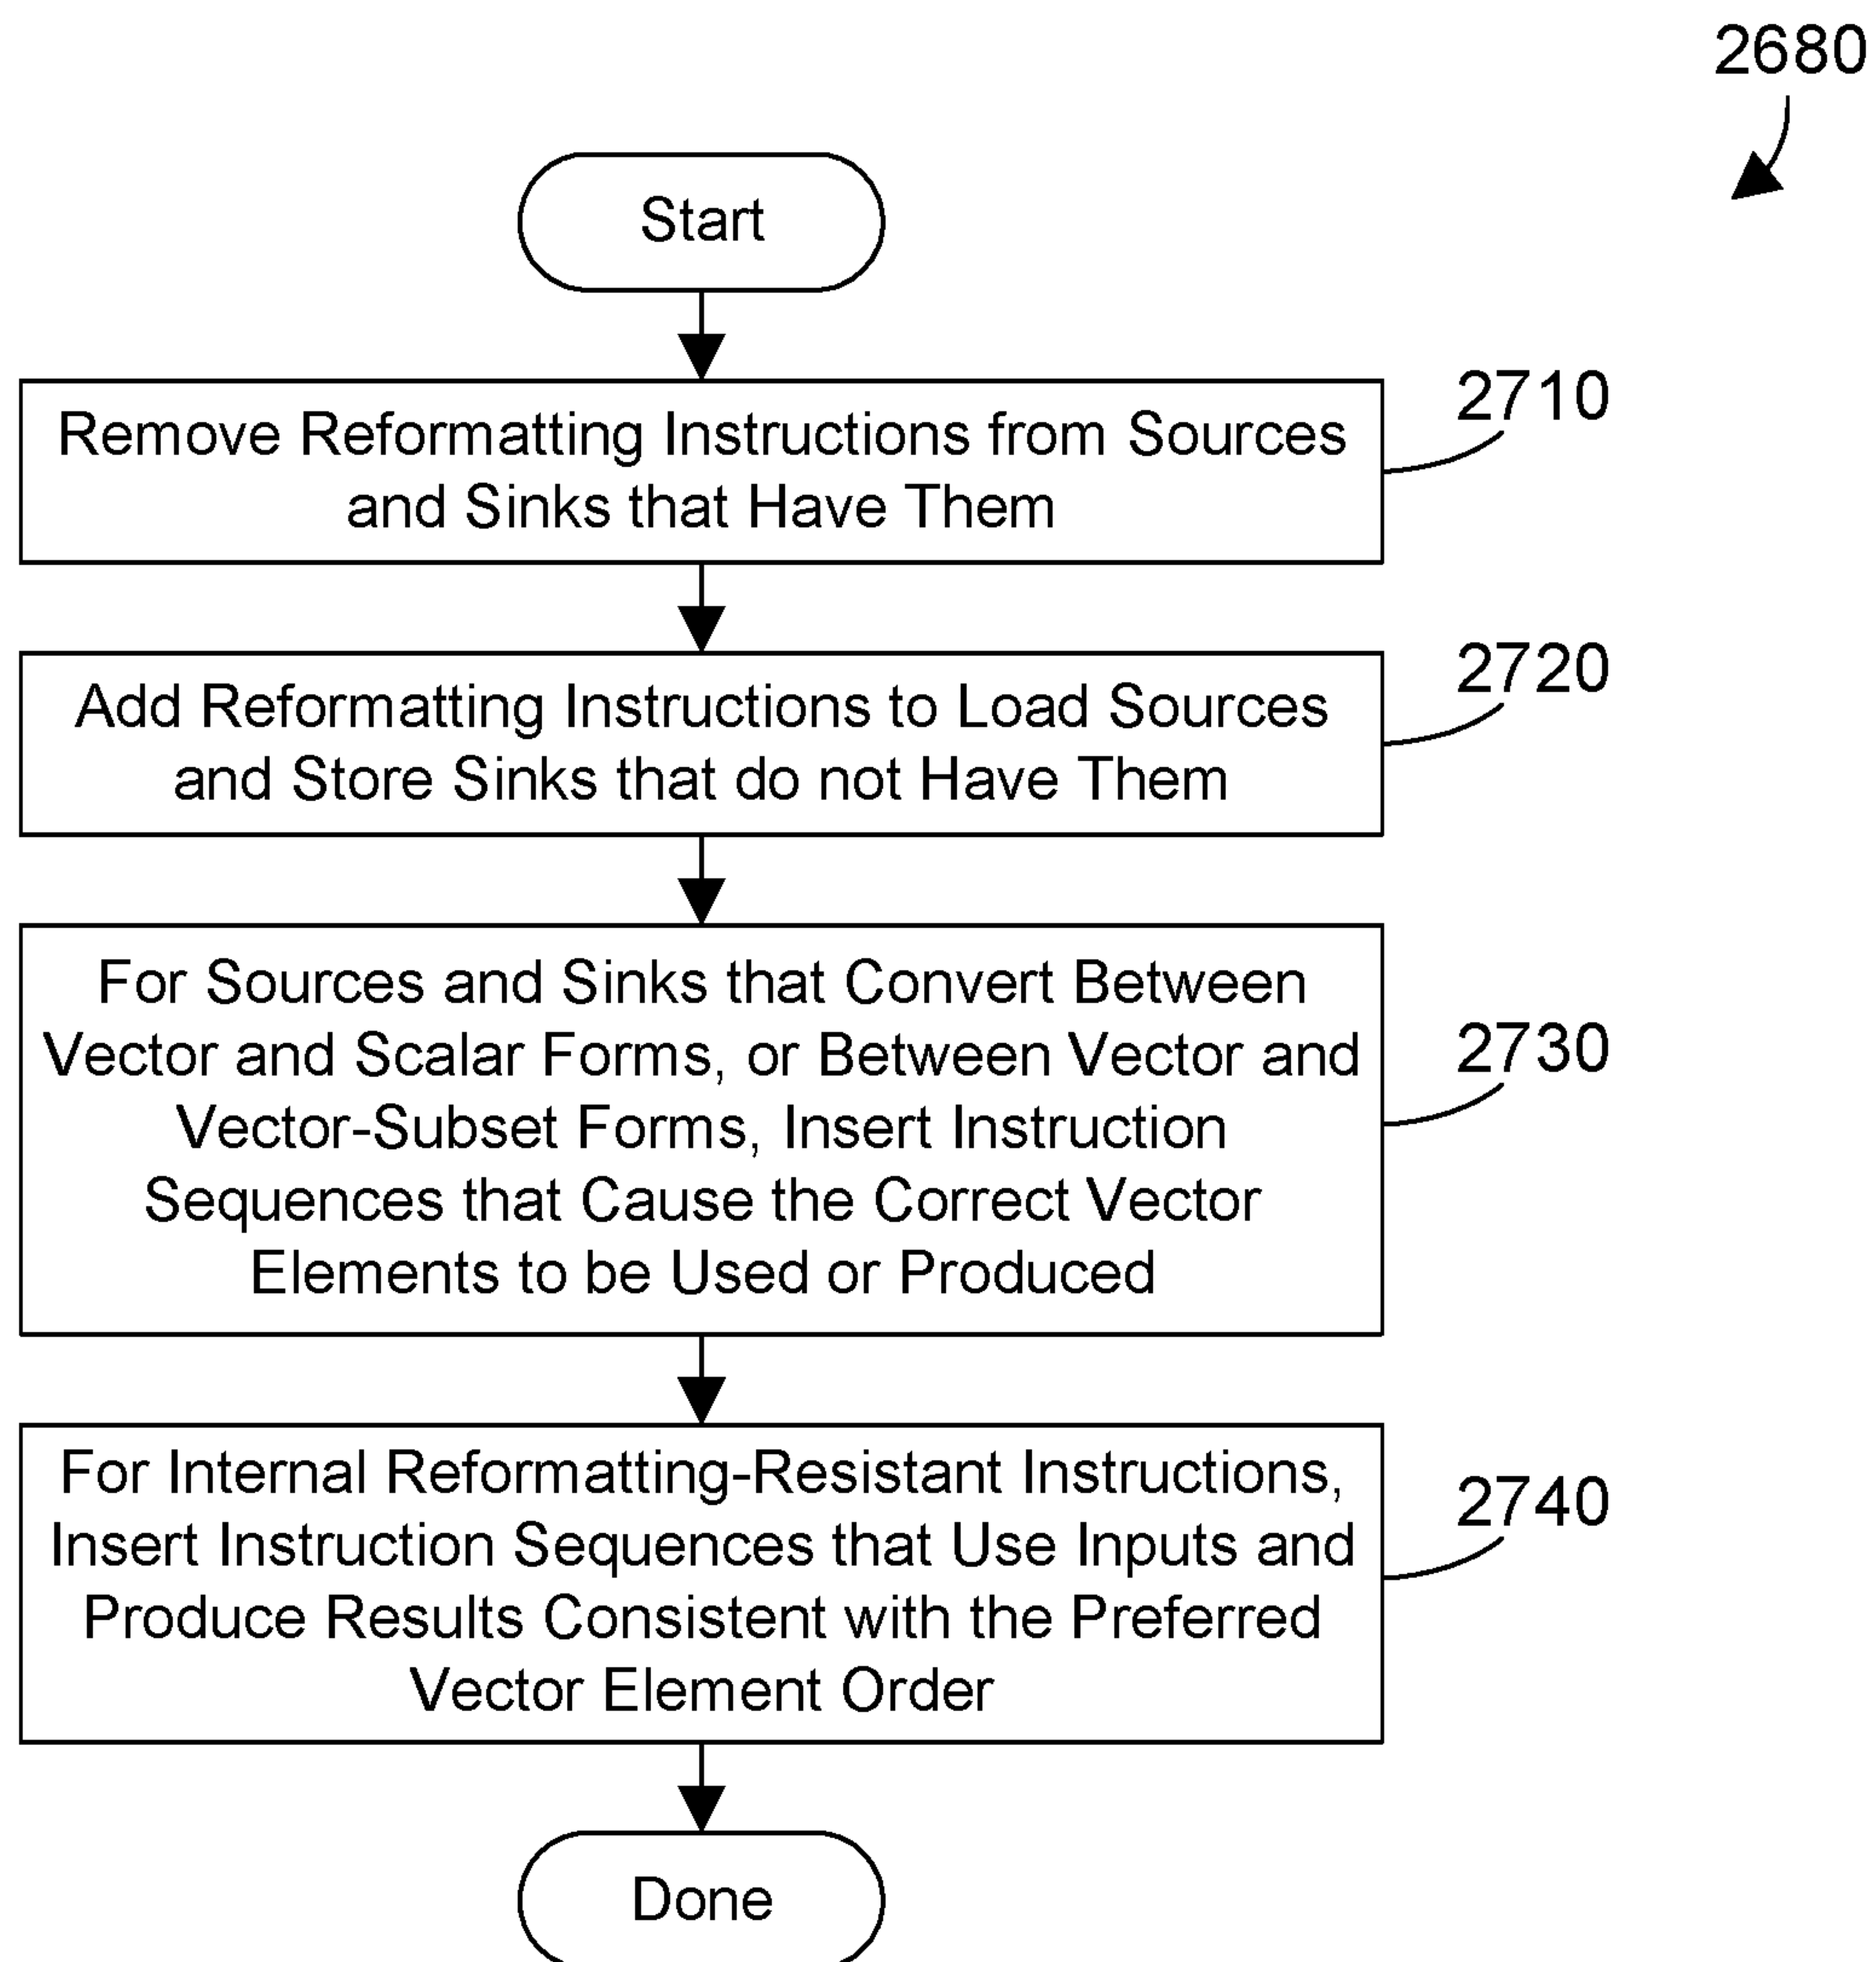 2680
Start
2710
Remove Reformatting Instructions from Sources
and Sinks that Have Them
2720
Add Reformatting Instructions to Load Sources
and Store Sinks that do not Have Them
For Sources and Sinks that Convert Between
Vector and Scalar Forms, or Between Vector and
2730
Vector-Subset Forms, Insert Instruction
Sequences that Cause the Correct Vector
Elements to be Used or Produced
For Internal Reformatting-Resistant Instructions,
2740
Insert Instruction Sequences that Use Inputs and
Produce Results Consistent with the Preferred
Vector Element Order
Done